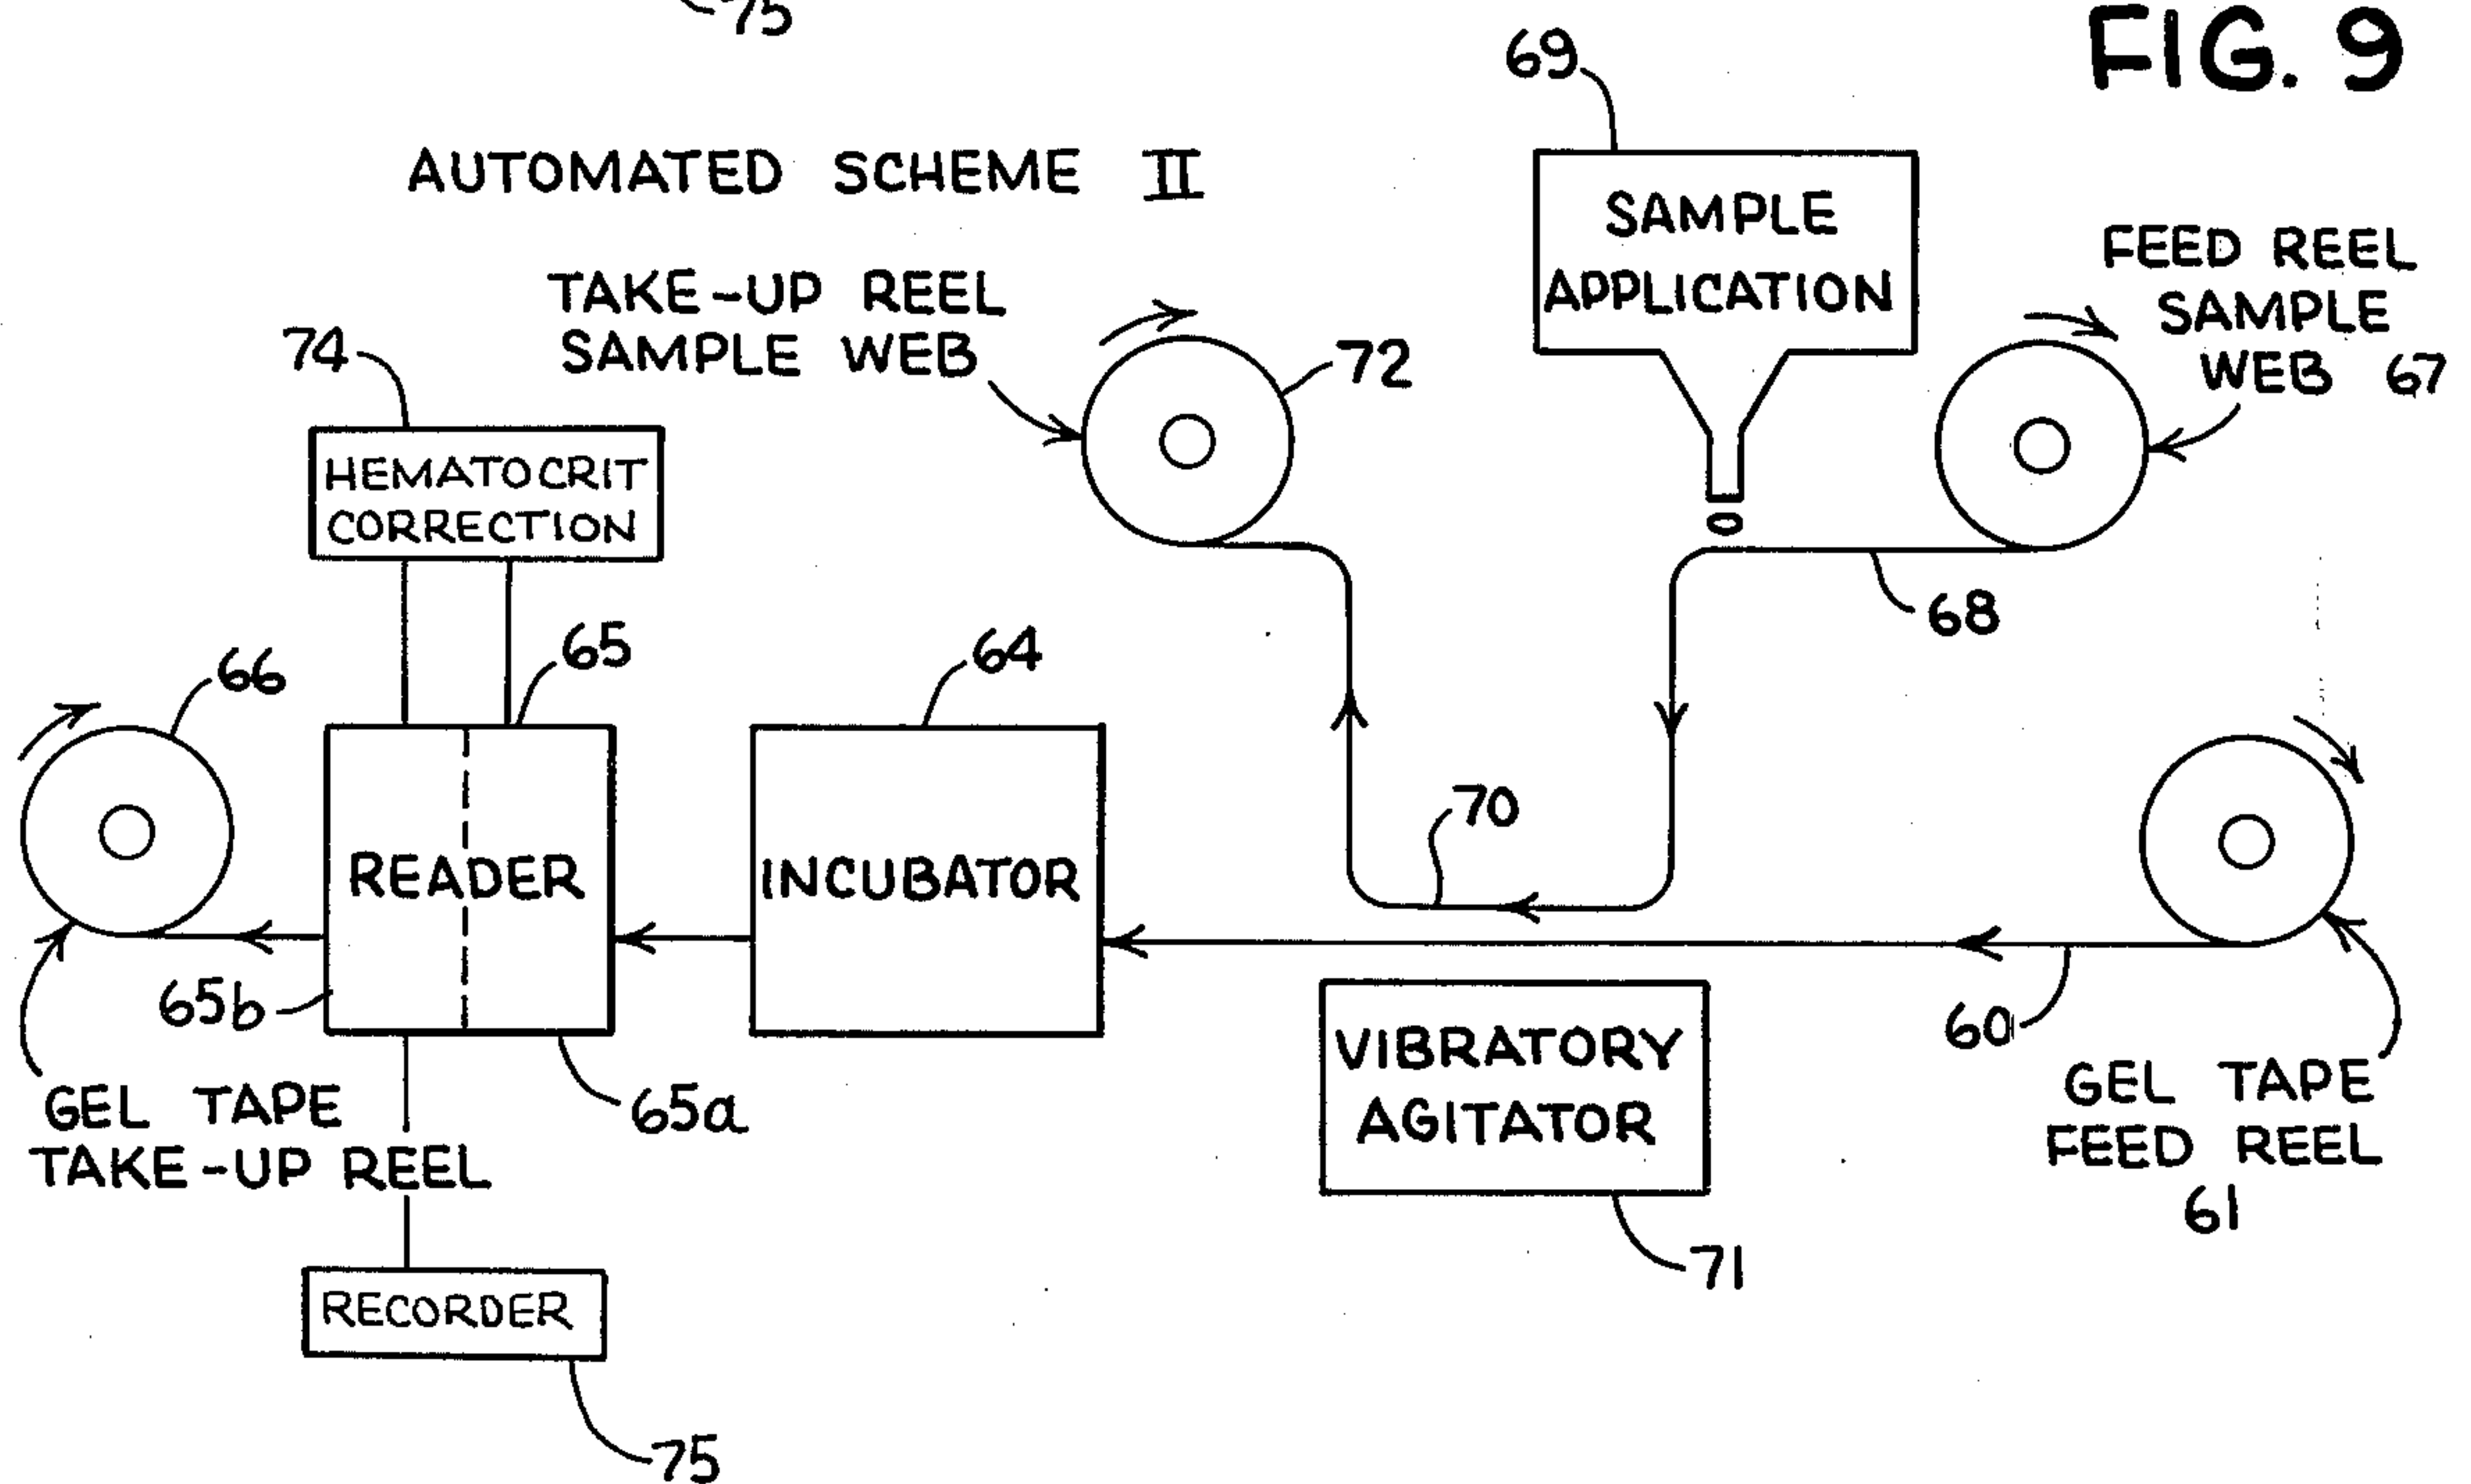 75
FIG. 9
69
AUTOMATED SCHEME II
SAMPLE
APPLICATION
FEED REEL
SAMPLE
WEB 67
TAKE-UP REEL
SAMPLE WEB
72
74
HEMATOCRIT
CORRECTION
68
65
64
66
70
READER
INCUBATOR
65b
60
VIBRATORY
AGITATOR
65a
GEL TAPE
TAKE-UP REEL
GEL TAPE
FEED REEL
61
71
RECORDER
75